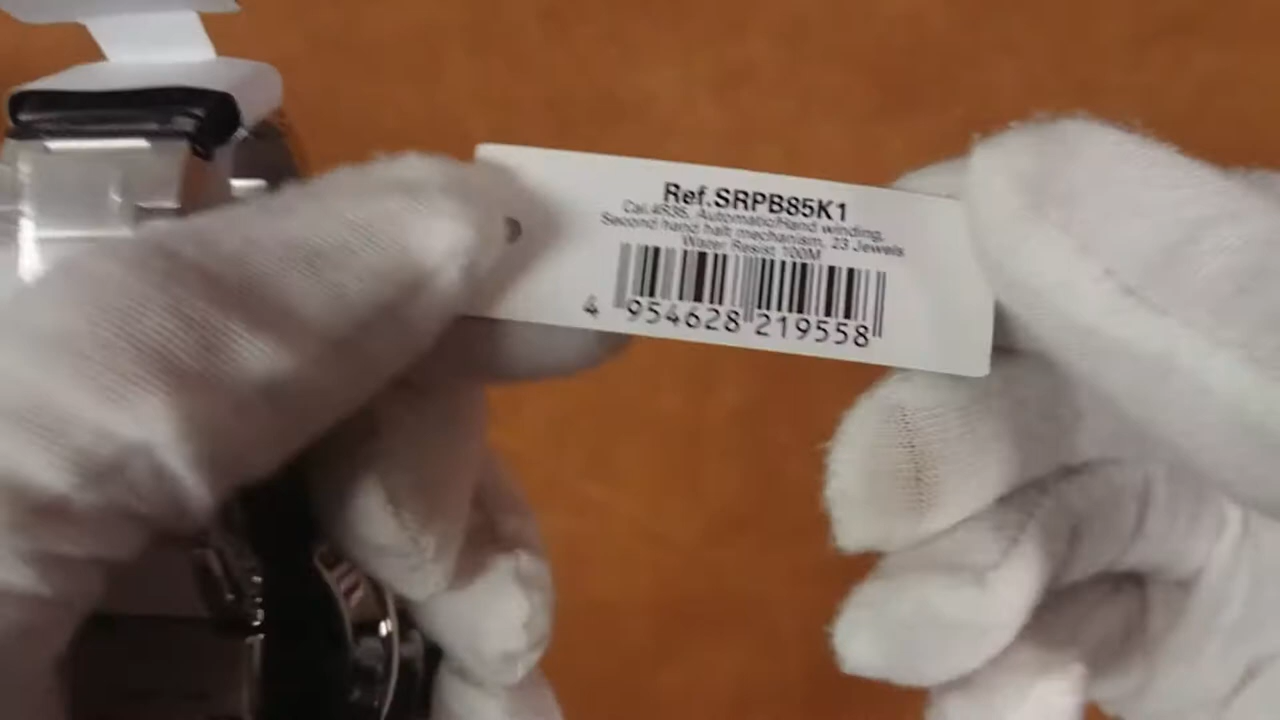 Ref.SRPB85K1
Cal.4R35, Automatic/Hand winding,
Second hand halt mechanism, 23 Jewels
Water Resist 100M
4 954628 219558